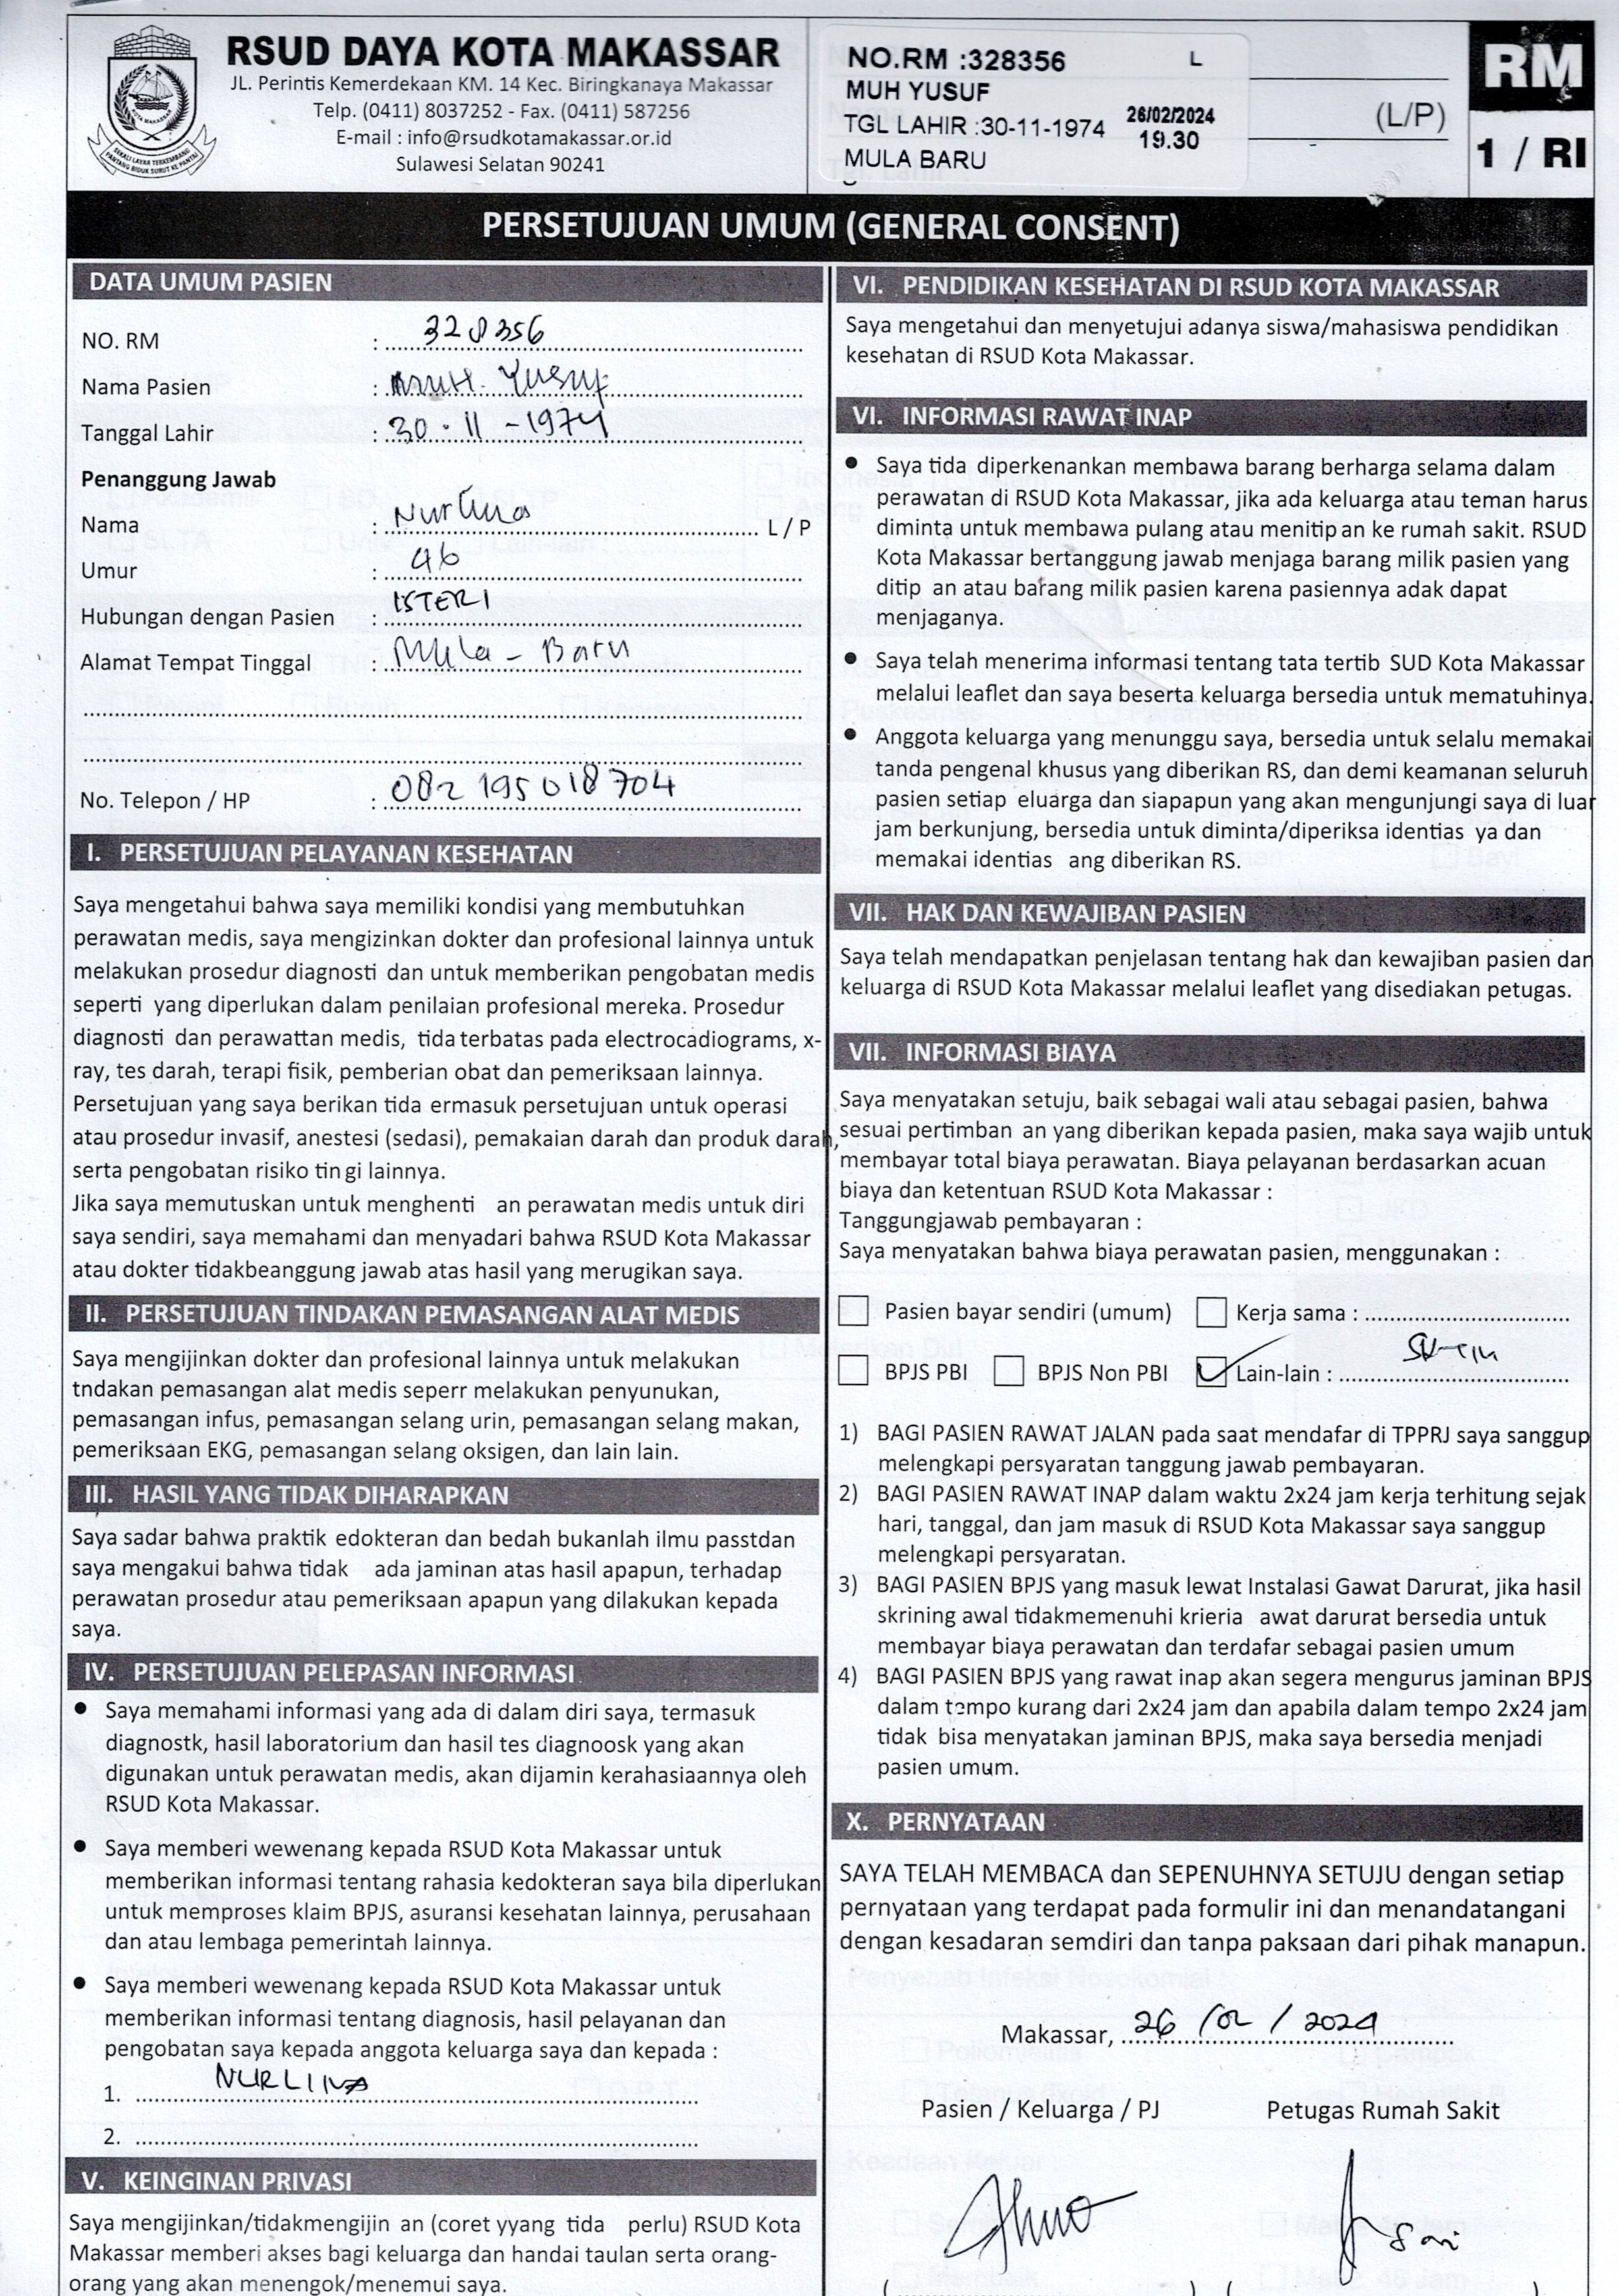 RSUD DAYA KOTA MAKASSAR
JL. Perintis Kemerdekaan KM. 14 Kec. Biringkanaya Makassar
Telp. (0411) 8037252 - Fax. (0411) 587256
E-mail : info@rsudkotamakassar.or.id
Sulawesi Selatan 90241
NO.RM :328356 L
MUH YUSUF
TGL LAHIR :30-11-1974
26/02/2024
19.30
MULA BARU
(L/P)
RM
1 / RI
PERSETUJUAN UMUM (GENERAL CONSENT)
DATA UMUM PASIEN
NO. RM : 328356
Nama Pasien : Muh. Yusuf
Tanggal Lahir : 30 . 11 - 1974
Penanggung Jawab
Nama : Nurlina L / P
Umur : 46
Hubungan dengan Pasien : ISTERI
Alamat Tempat Tinggal : Mula - Baru
No. Telepon / HP : 082 195 018 704
I. PERSETUJUAN PELAYANAN KESEHATAN
Saya mengetahui bahwa saya memiliki kondisi yang membutuhkan
perawatan medis, saya mengizinkan dokter dan profesional lainnya untuk
melakukan prosedur diagnosti dan untuk memberikan pengobatan medis
seperti yang diperlukan dalam penilaian profesional mereka. Prosedur
diagnosti dan perawattan medis, tida terbatas pada electrocadiograms, x-
ray, tes darah, terapi fisik, pemberian obat dan pemeriksaan lainnya.
Persetujuan yang saya berikan tida ermasuk persetujuan untuk operasi
atau prosedur invasif, anestesi (sedasi), pemakaian darah dan produk darah,
serta pengobatan risiko tin gi lainnya.
Jika saya memutuskan untuk menghenti an perawatan medis untuk diri
saya sendiri, saya memahami dan menyadari bahwa RSUD Kota Makassar
atau dokter tidakbeanggung jawab atas hasil yang merugikan saya.
II. PERSETUJUAN TINDAKAN PEMASANGAN ALAT MEDIS
Saya mengijinkan dokter dan profesional lainnya untuk melakukan
tndakan pemasangan alat medis seperr melakukan penyunukan,
pemasangan infus, pemasangan selang urin, pemasangan selang makan,
pemeriksaan EKG, pemasangan selang oksigen, dan lain lain.
III. HASIL YANG TIDAK DIHARAPKAN
Saya sadar bahwa praktik edokteran dan bedah bukanlah ilmu passtdan
saya mengakui bahwa tidak ada jaminan atas hasil apapun, terhadap
perawatan prosedur atau pemeriksaan apapun yang dilakukan kepada
saya.
IV. PERSETUJUAN PELEPASAN INFORMASI
• Saya memahami informasi yang ada di dalam diri saya, termasuk
diagnostk, hasil laboratorium dan hasil tes diagnoosk yang akan
digunakan untuk perawatan medis, akan dijamin kerahasiaannya oleh
RSUD Kota Makassar.
• Saya memberi wewenang kepada RSUD Kota Makassar untuk
memberikan informasi tentang rahasia kedokteran saya bila diperlukan
untuk memproses klaim BPJS, asuransi kesehatan lainnya, perusahaan
dan atau lembaga pemerintah lainnya.
• Saya memberi wewenang kepada RSUD Kota Makassar untuk
memberikan informasi tentang diagnosis, hasil pelayanan dan
pengobatan saya kepada anggota keluarga saya dan kepada :
1. NURLINA
2.
V. KEINGINAN PRIVASI
Saya mengijinkan/tidakmengijin an (coret yyang tida perlu) RSUD Kota
Makassar memberi akses bagi keluarga dan handai taulan serta orang-
orang yang akan menengok/menemui saya.
VI. PENDIDIKAN KESEHATAN DI RSUD KOTA MAKASSAR
Saya mengetahui dan menyetujui adanya siswa/mahasiswa pendidikan
kesehatan di RSUD Kota Makassar.
VI. INFORMASI RAWAT INAP
• Saya tida diperkenankan membawa barang berharga selama dalam
perawatan di RSUD Kota Makassar, jika ada keluarga atau teman harus
diminta untuk membawa pulang atau menitipan ke rumah sakit. RSUD
Kota Makassar bertanggung jawab menjaga barang milik pasien yang
ditip an atau barang milik pasien karena pasiennya adak dapat
menjaganya.
• Saya telah menerima informasi tentang tata tertib SUD Kota Makassar
melalui leaflet dan saya beserta keluarga bersedia untuk mematuhinya.
• Anggota keluarga yang menunggu saya, bersedia untuk selalu memakai
tanda pengenal khusus yang diberikan RS, dan demi keamanan seluruh
pasien setiap eluarga dan siapapun yang akan mengunjungi saya di luar
jam berkunjung, bersedia untuk diminta/diperiksa identias ya dan
memakai identias ang diberikan RS.
VII. HAK DAN KEWAJIBAN PASIEN
Saya telah mendapatkan penjelasan tentang hak dan kewajiban pasien dan
keluarga di RSUD Kota Makassar melalui leaflet yang disediakan petugas.
VII. INFORMASI BIAYA
Saya menyatakan setuju, baik sebagai wali atau sebagai pasien, bahwa
sesuai pertimban an yang diberikan kepada pasien, maka saya wajib untuk
membayar total biaya perawatan. Biaya pelayanan berdasarkan acuan
biaya dan ketentuan RSUD Kota Makassar :
Tanggungjawab pembayaran :
Saya menyatakan bahwa biaya perawatan pasien, menggunakan :
Pasien bayar sendiri (umum) Kerja sama :
BPJS PBI BPJS Non PBI Lain-lain :
1) BAGI PASIEN RAWAT JALAN pada saat mendafar di TPPRJ saya sanggup
melengkapi persyaratan tanggung jawab pembayaran.
2) BAGI PASIEN RAWAT INAP dalam waktu 2x24 jam kerja terhitung sejak
hari, tanggal, dan jam masuk di RSUD Kota Makassar saya sanggup
melengkapi persyaratan.
3) BAGI PASIEN BPJS yang masuk lewat Instalasi Gawat Darurat, jika hasil
skrining awal tidakmemenuhi krieria awat darurat bersedia untuk
membayar biaya perawatan dan terdafar sebagai pasien umum
4) BAGI PASIEN BPJS yang rawat inap akan segera mengurus jaminan BPJS
dalam tempo kurang dari 2x24 jam dan apabila dalam tempo 2x24 jam
tidak bisa menyatakan jaminan BPJS, maka saya bersedia menjadi
pasien umum.
X. PERNYATAAN
SAYA TELAH MEMBACA dan SEPENUHNYA SETUJU dengan setiap
pernyataan yang terdapat pada formulir ini dan menandatangani
dengan kesadaran semdiri dan tanpa paksaan dari pihak manapun.
Makassar, 26 / 02 / 2024
Pasien / Keluarga / PJ Petugas Rumah Sakit